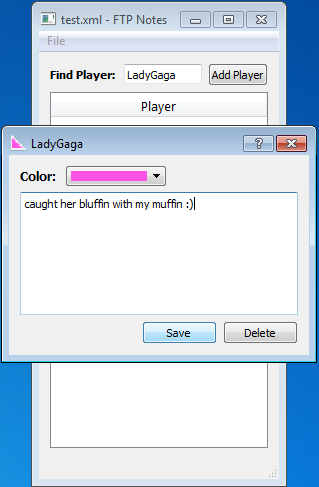 test.xml - FTP Notes
File
Find Player: LadyGaga Add Player
Player
LadyGaga
Color:
caught her bluffin with my muffin :)
Save Delete